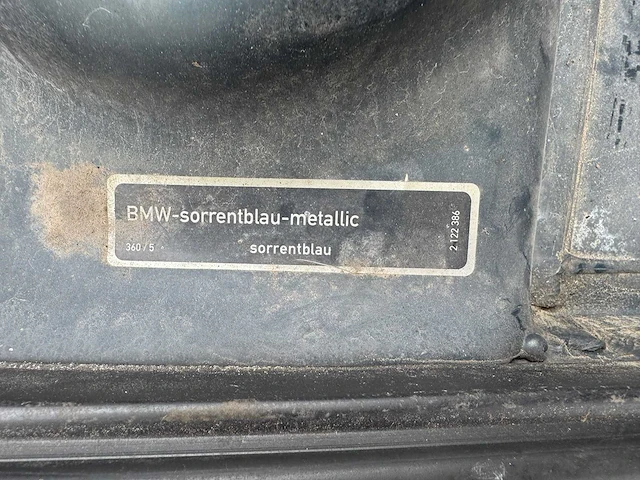 BMW-sorrentblau-metallic
360/5
sorrentblau
2 122 386